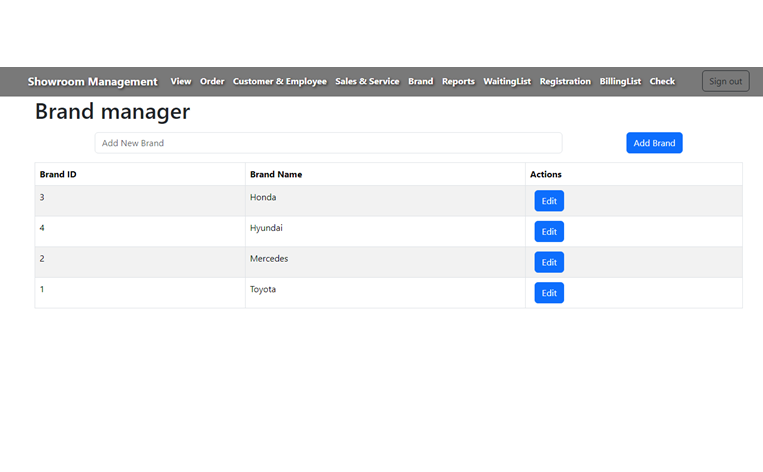 Showroom Management View Order Customer & Employee Sales & Service Brand Reports WaitingList Registration BillingList Check Sign out
Brand manager
Add New Brand Add Brand
Brand ID Brand Name Actions
3 Honda Edit
4 Hyundai Edit
2 Mercedes Edit
1 Toyota Edit